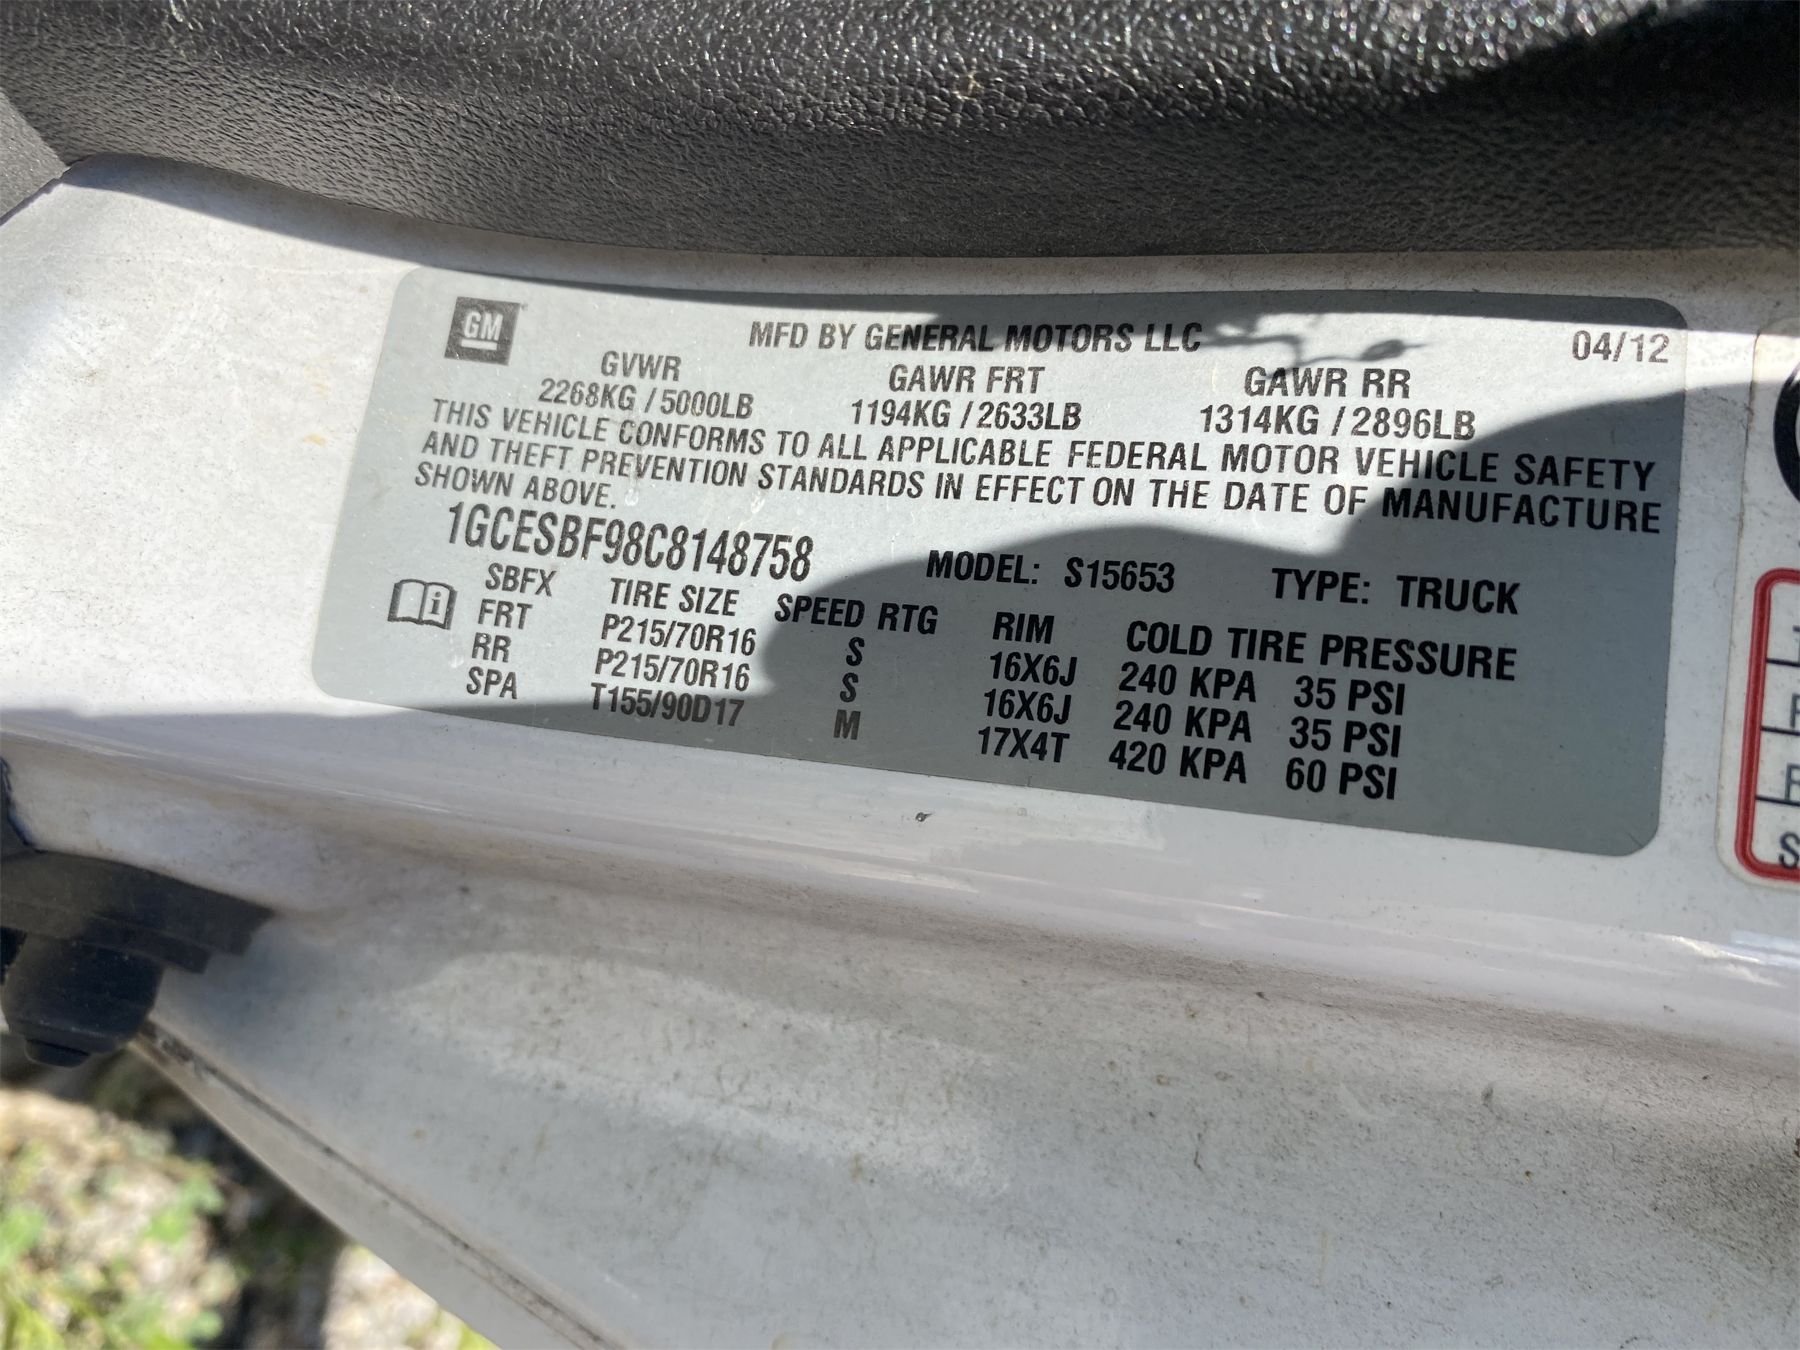 GM
MFD BY GENERAL MOTORS LLC
04/12
GVWR GAWR FRT GAWR RR
2268KG / 5000LB 1194KG / 2633LB 1314KG / 2896LB
THIS VEHICLE CONFORMS TO ALL APPLICABLE FEDERAL MOTOR VEHICLE SAFETY
AND THEFT PREVENTION STANDARDS IN EFFECT ON THE DATE OF MANUFACTURE
SHOWN ABOVE.
1GCESBF98C8148758 MODEL: S15653 TYPE: TRUCK
SBFX TIRE SIZE SPEED RTG RIM COLD TIRE PRESSURE
FRT P215/70R16 S 16X6J 240 KPA 35 PSI
RR P215/70R16 S 16X6J 240 KPA 35 PSI
SPA T155/90D17 M 17X4T 420 KPA 60 PSI